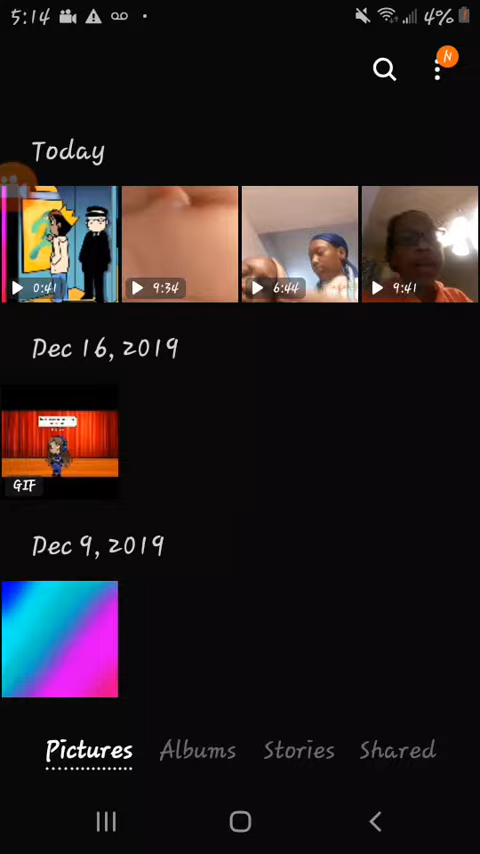 5:14
4%
N
Today
0:41
9:34
6:44
9:41
Dec 16, 2019
GIF
Dec 9, 2019
Pictures Albums Stories Shared